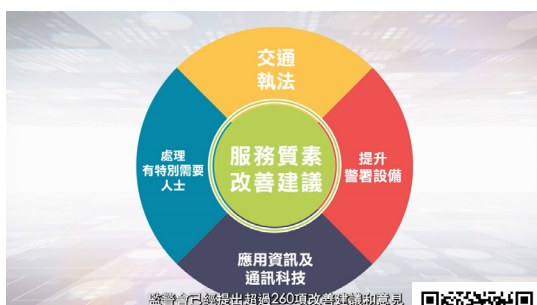 交通
執法
處理
有特別需要
人士
服務質素
改善建議
提升
警署設備
應用資訊及
通訊科技
監警會已經提出超過260項改善建議和意見